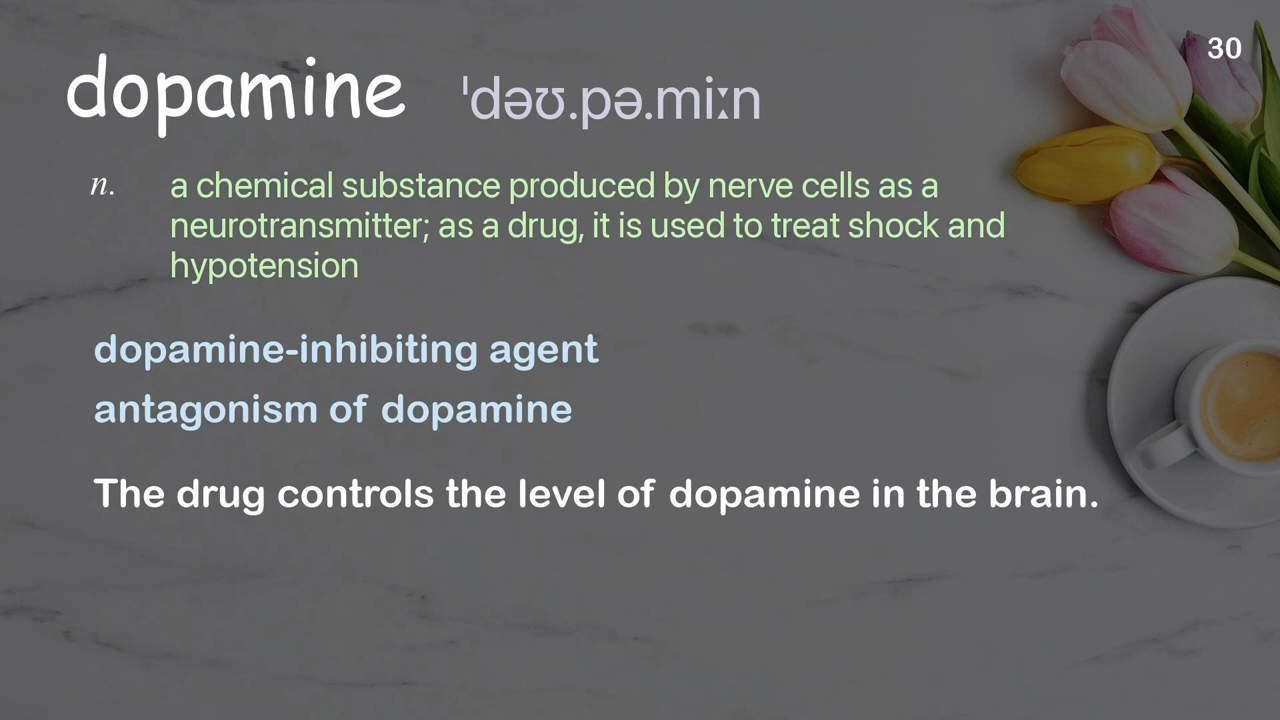 30
dopamine ˈdəʊ.pə.miːn
n. a chemical substance produced by nerve cells as a
neurotransmitter; as a drug, it is used to treat shock and
hypotension
dopamine-inhibiting agent
antagonism of dopamine
The drug controls the level of dopamine in the brain.